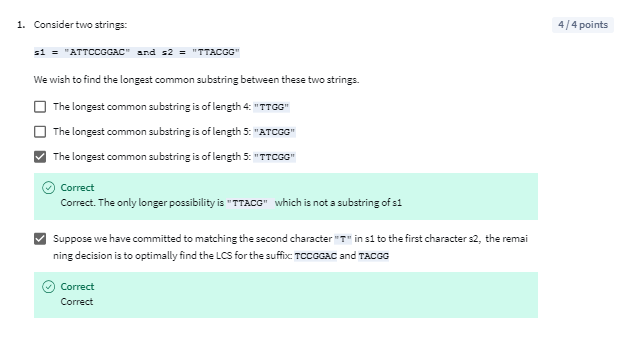 1. Consider two strings:
4 / 4 points
s1 = "ATTCCGGAC" and s2 = "TTACGG"
We wish to find the longest common substring between these two strings.
The longest common substring is of length 4: "TTGG"
The longest common substring is of length 5: "ATCGG"
The longest common substring is of length 5: "TTCGG"
Correct
Correct. The only longer possibility is "TTACG" which is not a substring of s1
Suppose we have committed to matching the second character "T" in s1 to the first character s2, the remai
ning decision is to optimally find the LCS for the suffix: TCCGGAC and TACGG
Correct
Correct